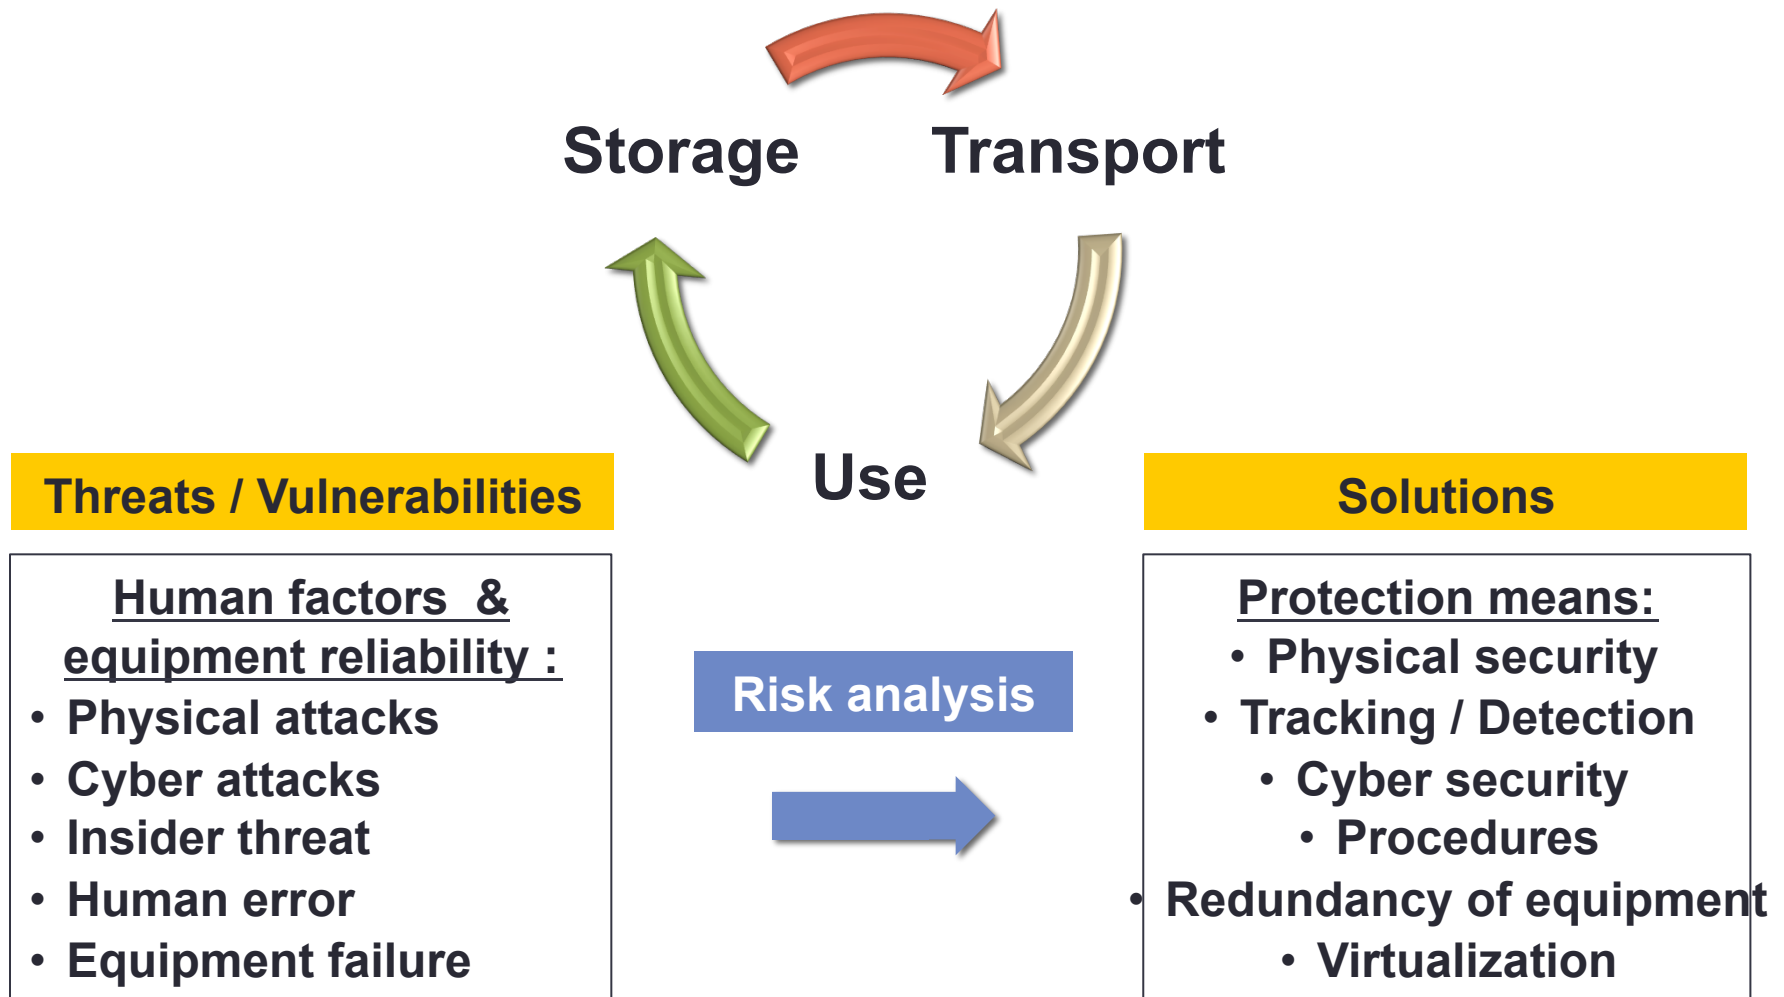 Storage
Transport
Use
Threats / Vulnerabilities
Human factors  &
equipment reliability :
• Physical attacks
• Cyber attacks
• Insider threat
• Human error
• Equipment failure
Risk analysis
Solutions
Protection means:
• Physical security
• Tracking / Detection
• Cyber security
• Procedures
• Redundancy of equipment
• Virtualization